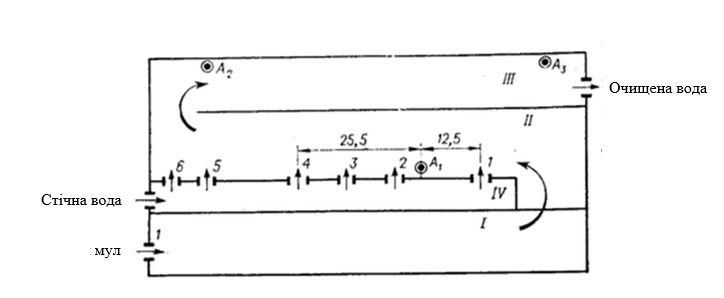 A2
A3
III
Очищена вода
II
25,5
12,5
6
5
4
3
2
A1
1
Стічна вода
IV
1
I
мул